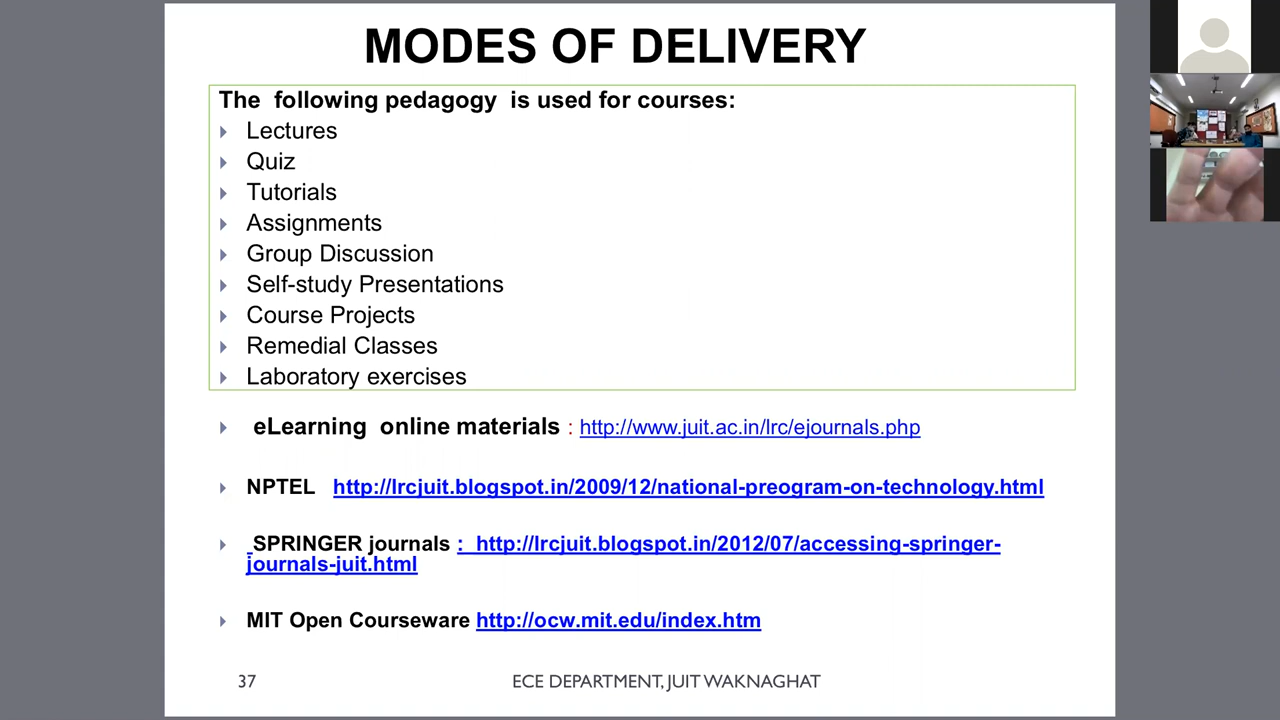 MODES OF DELIVERY
The following pedagogy is used for courses:
Lectures
Quiz
Tutorials
Assignments
Group Discussion
Self-study Presentations
Course Projects
Remedial Classes
Laboratory exercises
eLearning online materials : http://www.juit.ac.in/lrc/ejournals.php
NPTEL http://lrcjuit.blogspot.in/2009/12/national-preogram-on-technology.html
SPRINGER journals : http://lrcjuit.blogspot.in/2012/07/accessing-springer-
journals-juit.html
MIT Open Courseware http://ocw.mit.edu/index.htm
37 ECE DEPARTMENT, JUIT WAKNAGHAT